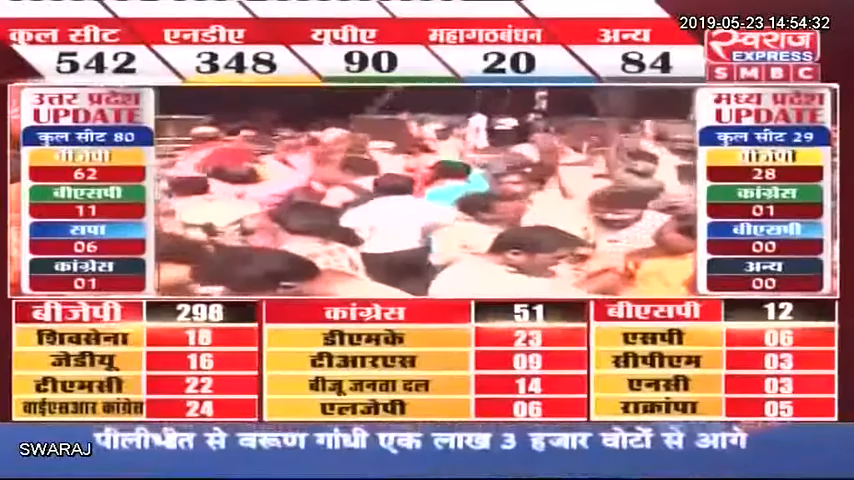 2019-05-23 14:54:32
कुल सीट एनडीए यूपीए महागठबंधन अन्य
542 348 90 20 84
स्वराज
EXPRESS
SMBC
उत्तर प्रदेश
UPDATE
कुल सीट 80
बीजेपी
62
बीएसपी
11
सपा
06
कांग्रेस
01
मध्य प्रदेश
UPDATE
कुल सीट 29
बीजेपी
28
कांग्रेस
01
बीएसपी
00
अन्य
00
बीजेपी 298 कांग्रेस 51 बीएसपी 12
शिवसेना 18 डीएमके 23 एसपी 06
जेडीयू 16 टीआरएस 09 सीपीएम 03
टीएमसी 22 बीजू जनता दल 14 एनसी 03
वाईएसआर कांग्रेस 24 एलजेपी 06 राकांपा 05
पीलीभीत से वरूण गांधी एक लाख 3 हजार वोटों से आगे
SWARAJ